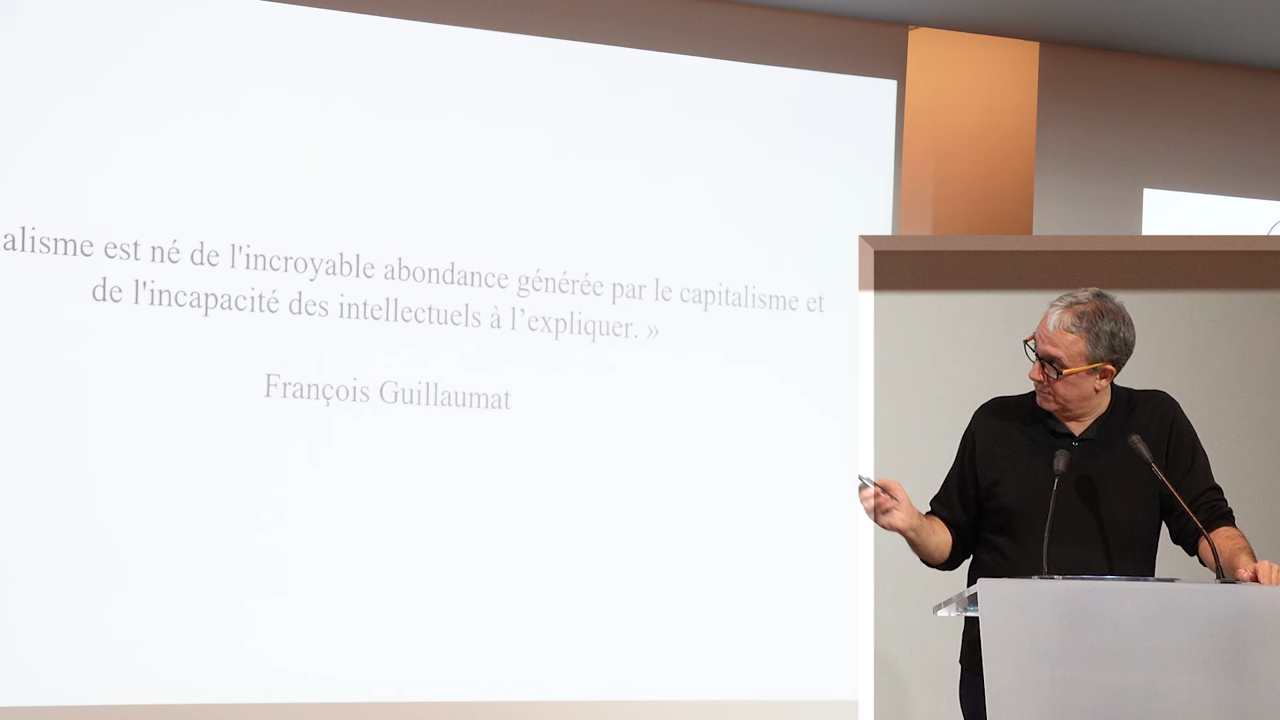 alisme est né de l'incroyable abondance générée par le capitalisme et
de l'incapacité des intellectuels à l’expliquer. »
François Guillaumat